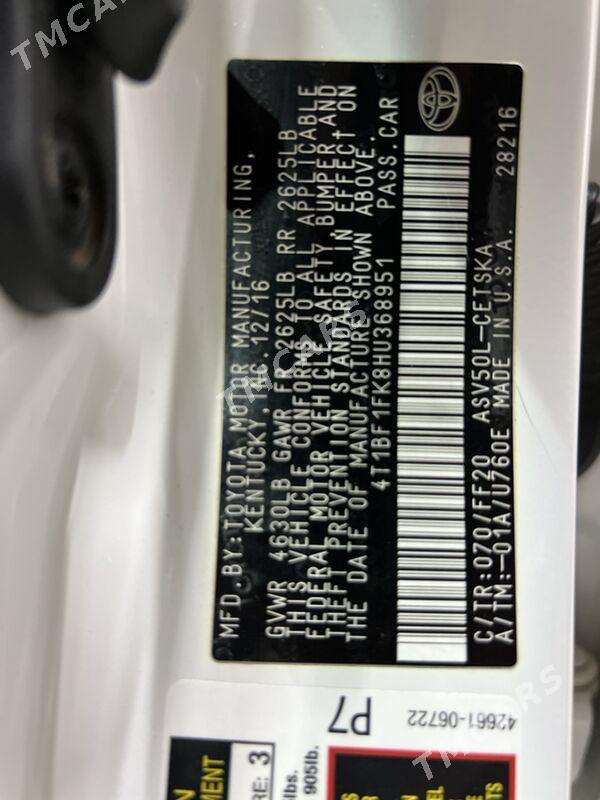 MFD BY:TOYOTA MOTOR MANUFACTURING,
KENTUCKY, INC. 12/16
GVWR 4630LB GAWR FR 2625LB RR 2625LB
THIS VEHICLE CONFORMS TO ALL APPLICABLE
FEDERAL MOTOR VEHICLE SAFETY, BUMPER, AND
THEFT PREVENTION STANDARDS IN EFFECT ON
THE DATE OF MANUFACTURE SHOWN ABOVE.
4T1BF1FK8HU368951 PASS.CAR
C/TR:070/FF20 ASV50L-CETSKA
A/TM:-01A/U760E MADE IN U.S.A. 28216
P7
42661-06722
905lb.
TMCARS
TMCARS
TMCARS